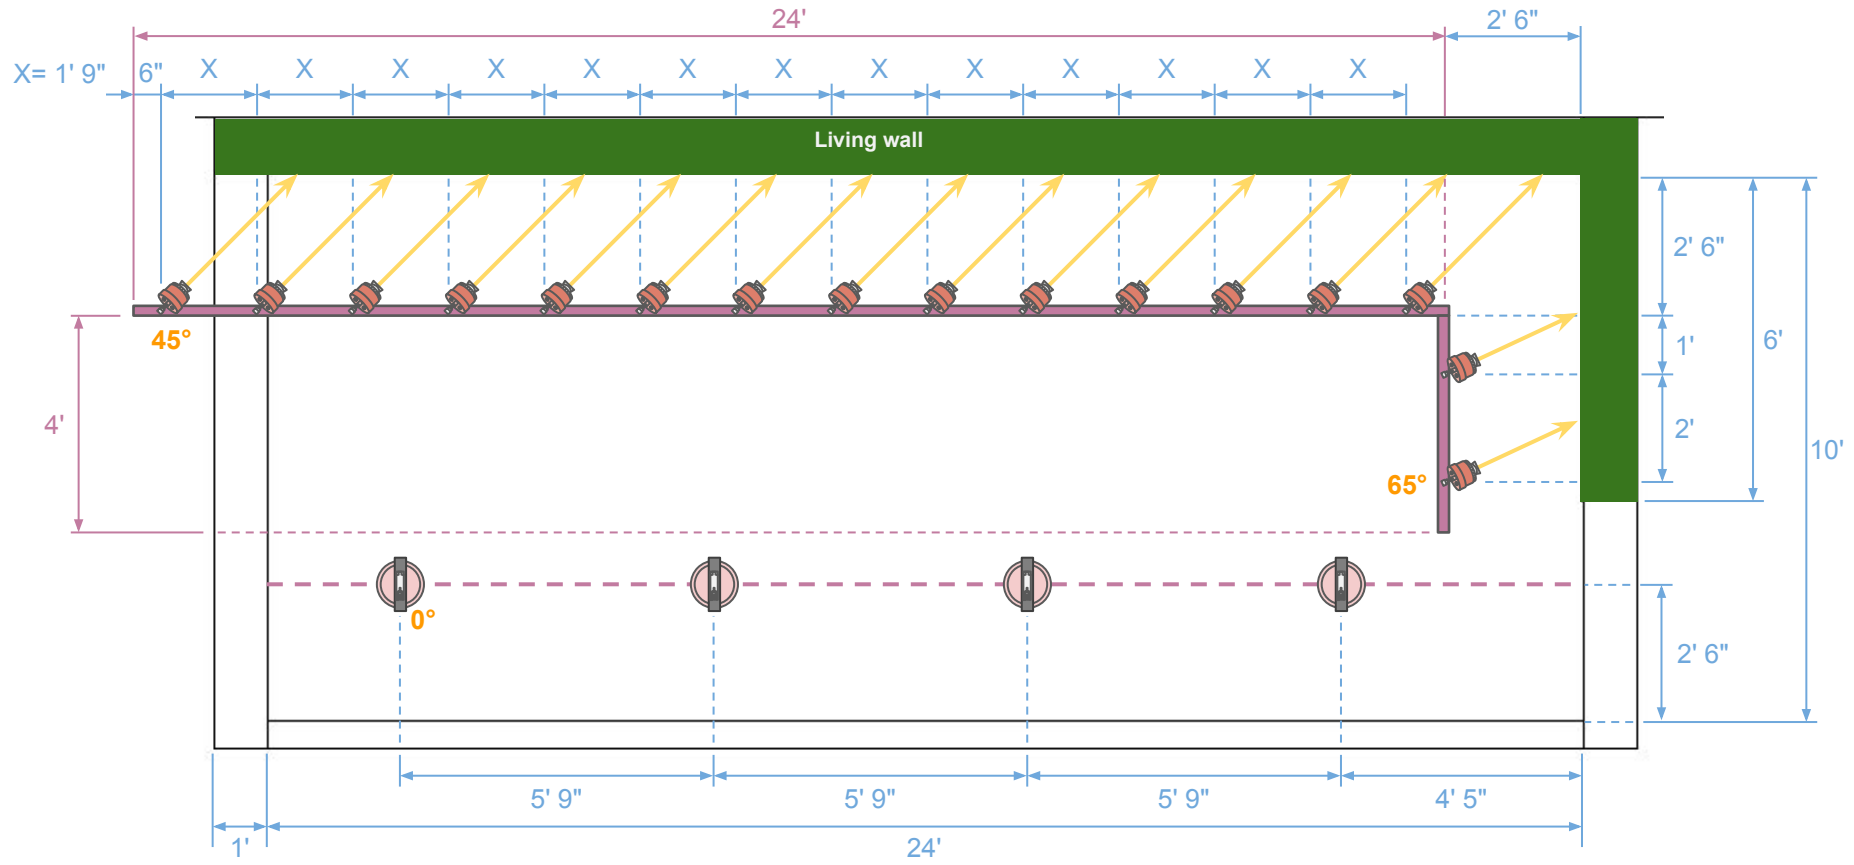 24'
2' 6"
X= 1' 9"
6"
X
X
X
X
X
X
X
X
X
X
X
X
X
Living wall
2' 6"
45°
1'
6'
4'
2'
10'
65°
0°
2' 6"
5' 9"
5' 9"
5' 9"
4' 5"
1'
24'